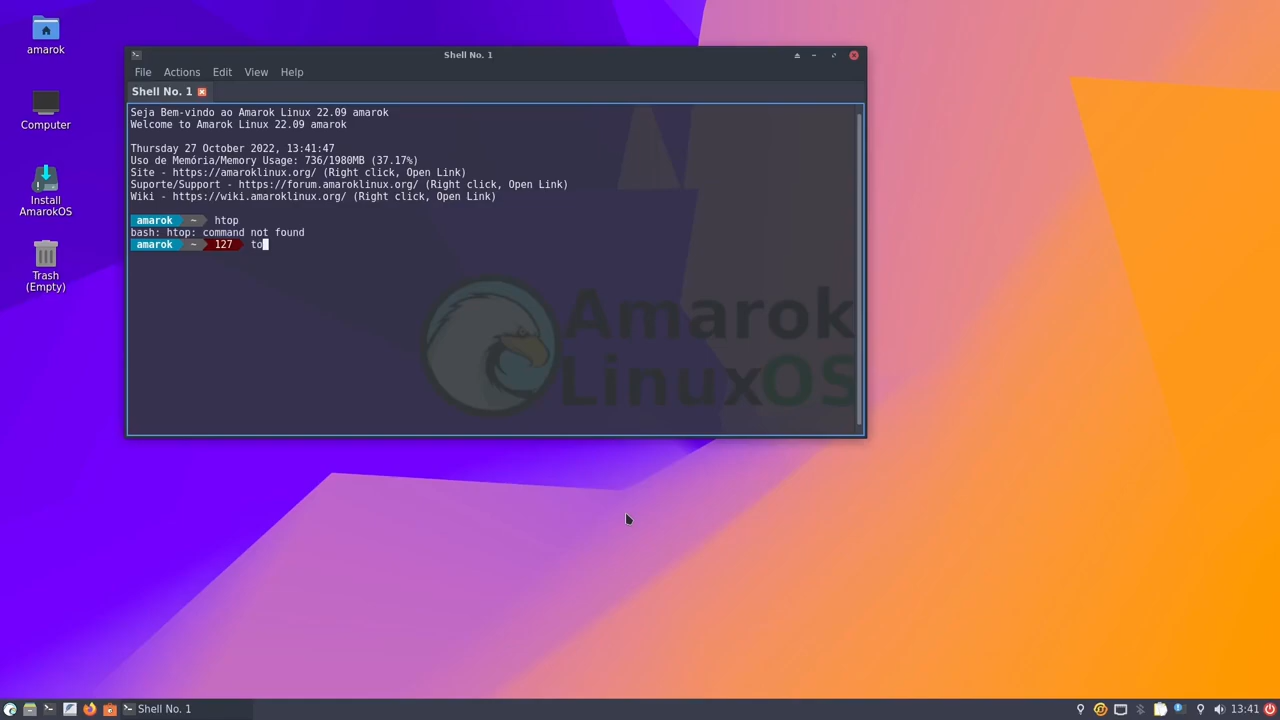 amarok
Computer
Install
AmarokOS
Trash
(Empty)
Shell No. 1
File Actions Edit View Help
Shell No. 1
Seja Bem-vindo ao Amarok Linux 22.09 amarok
Welcome to Amarok Linux 22.09 amarok
Thursday 27 October 2022, 13:41:47
Uso de Memória/Memory Usage: 736/1980MB (37.17%)
Site - https://amaroklinux.org/ (Right click, Open Link)
Suporte/Support - https://forum.amaroklinux.org/ (Right click, Open Link)
Wiki - https://wiki.amaroklinux.org/ (Right click, Open Link)
amarok ~ htop
bash: htop: command not found
amarok ~ 127 to
Amarok
LinuxOS
Shell No. 1
13:41